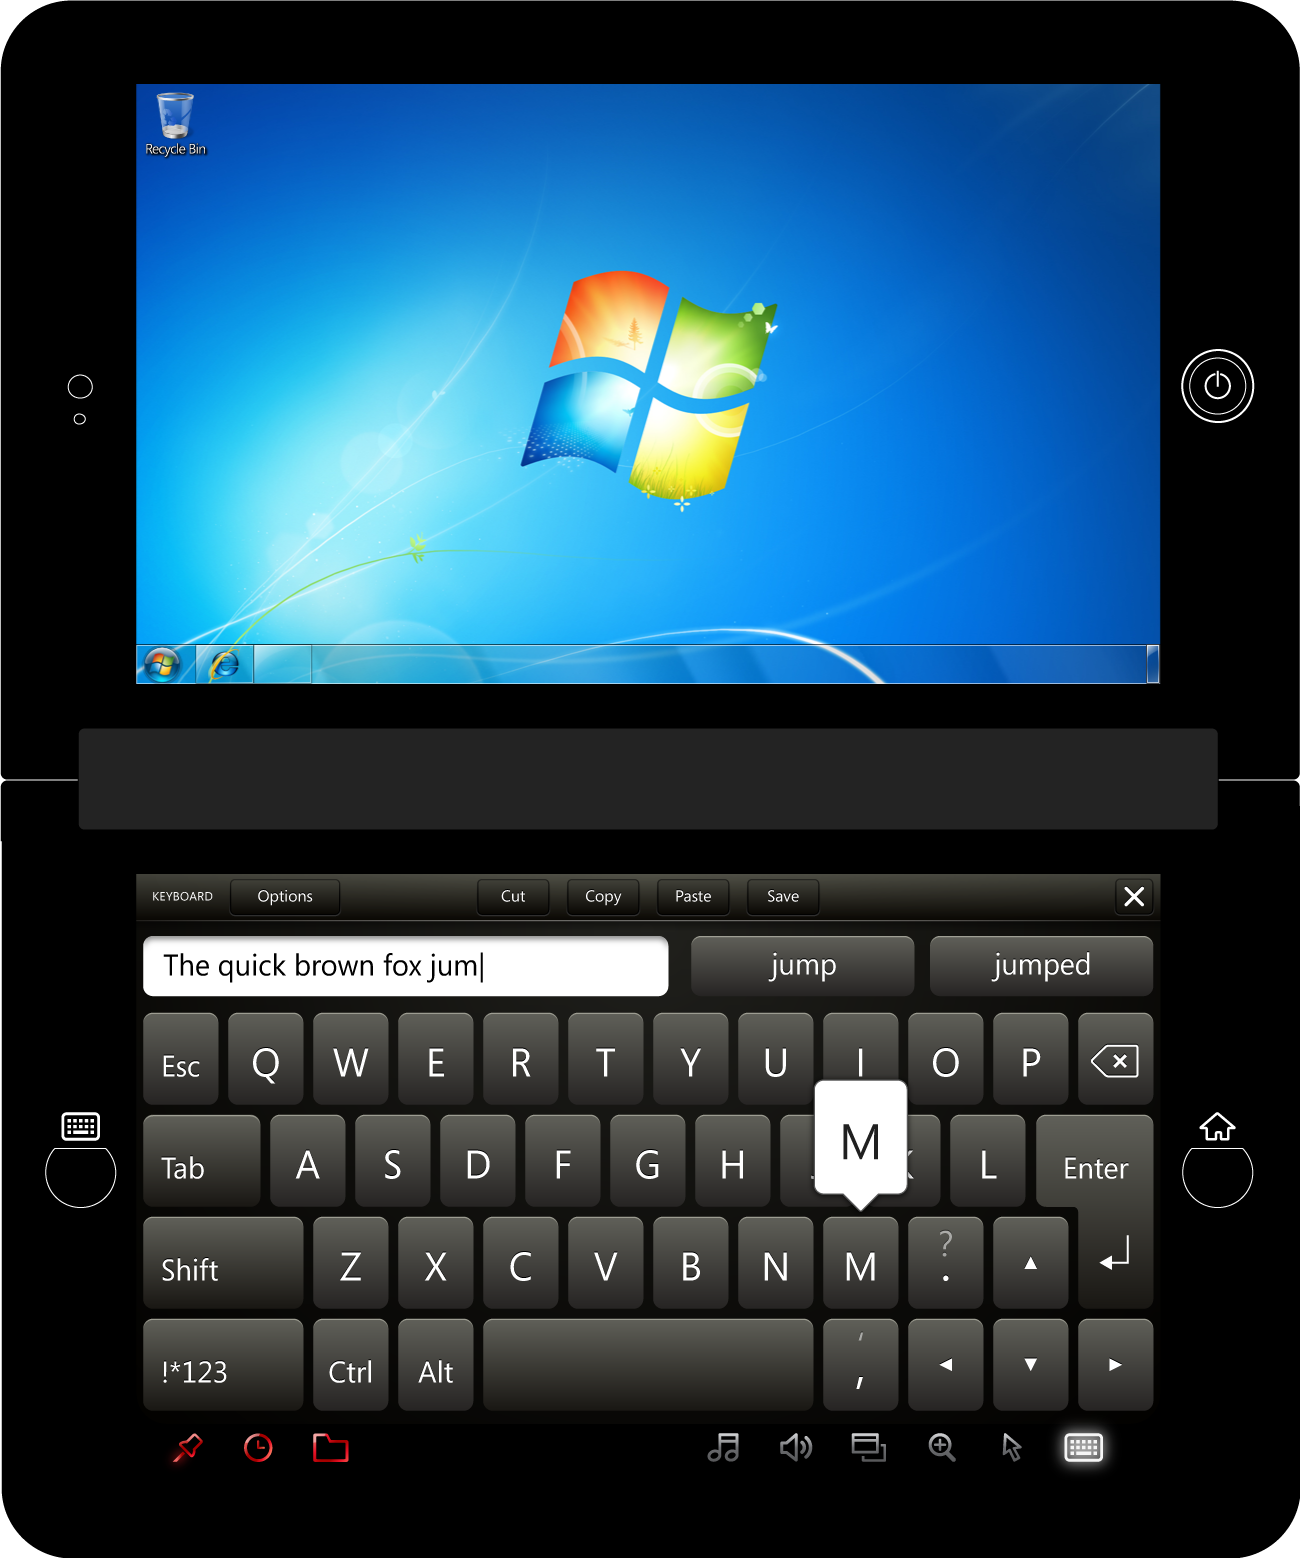 Recycle Bin
KEYBOARD Options Cut Copy Paste Save
The quick brown fox jum jump jumped
Esc Q W E R T Y U I O P
M
Tab A S D F G H J K L Enter
Shift Z X C V B N M ? .
!*123 Ctrl Alt ' ,